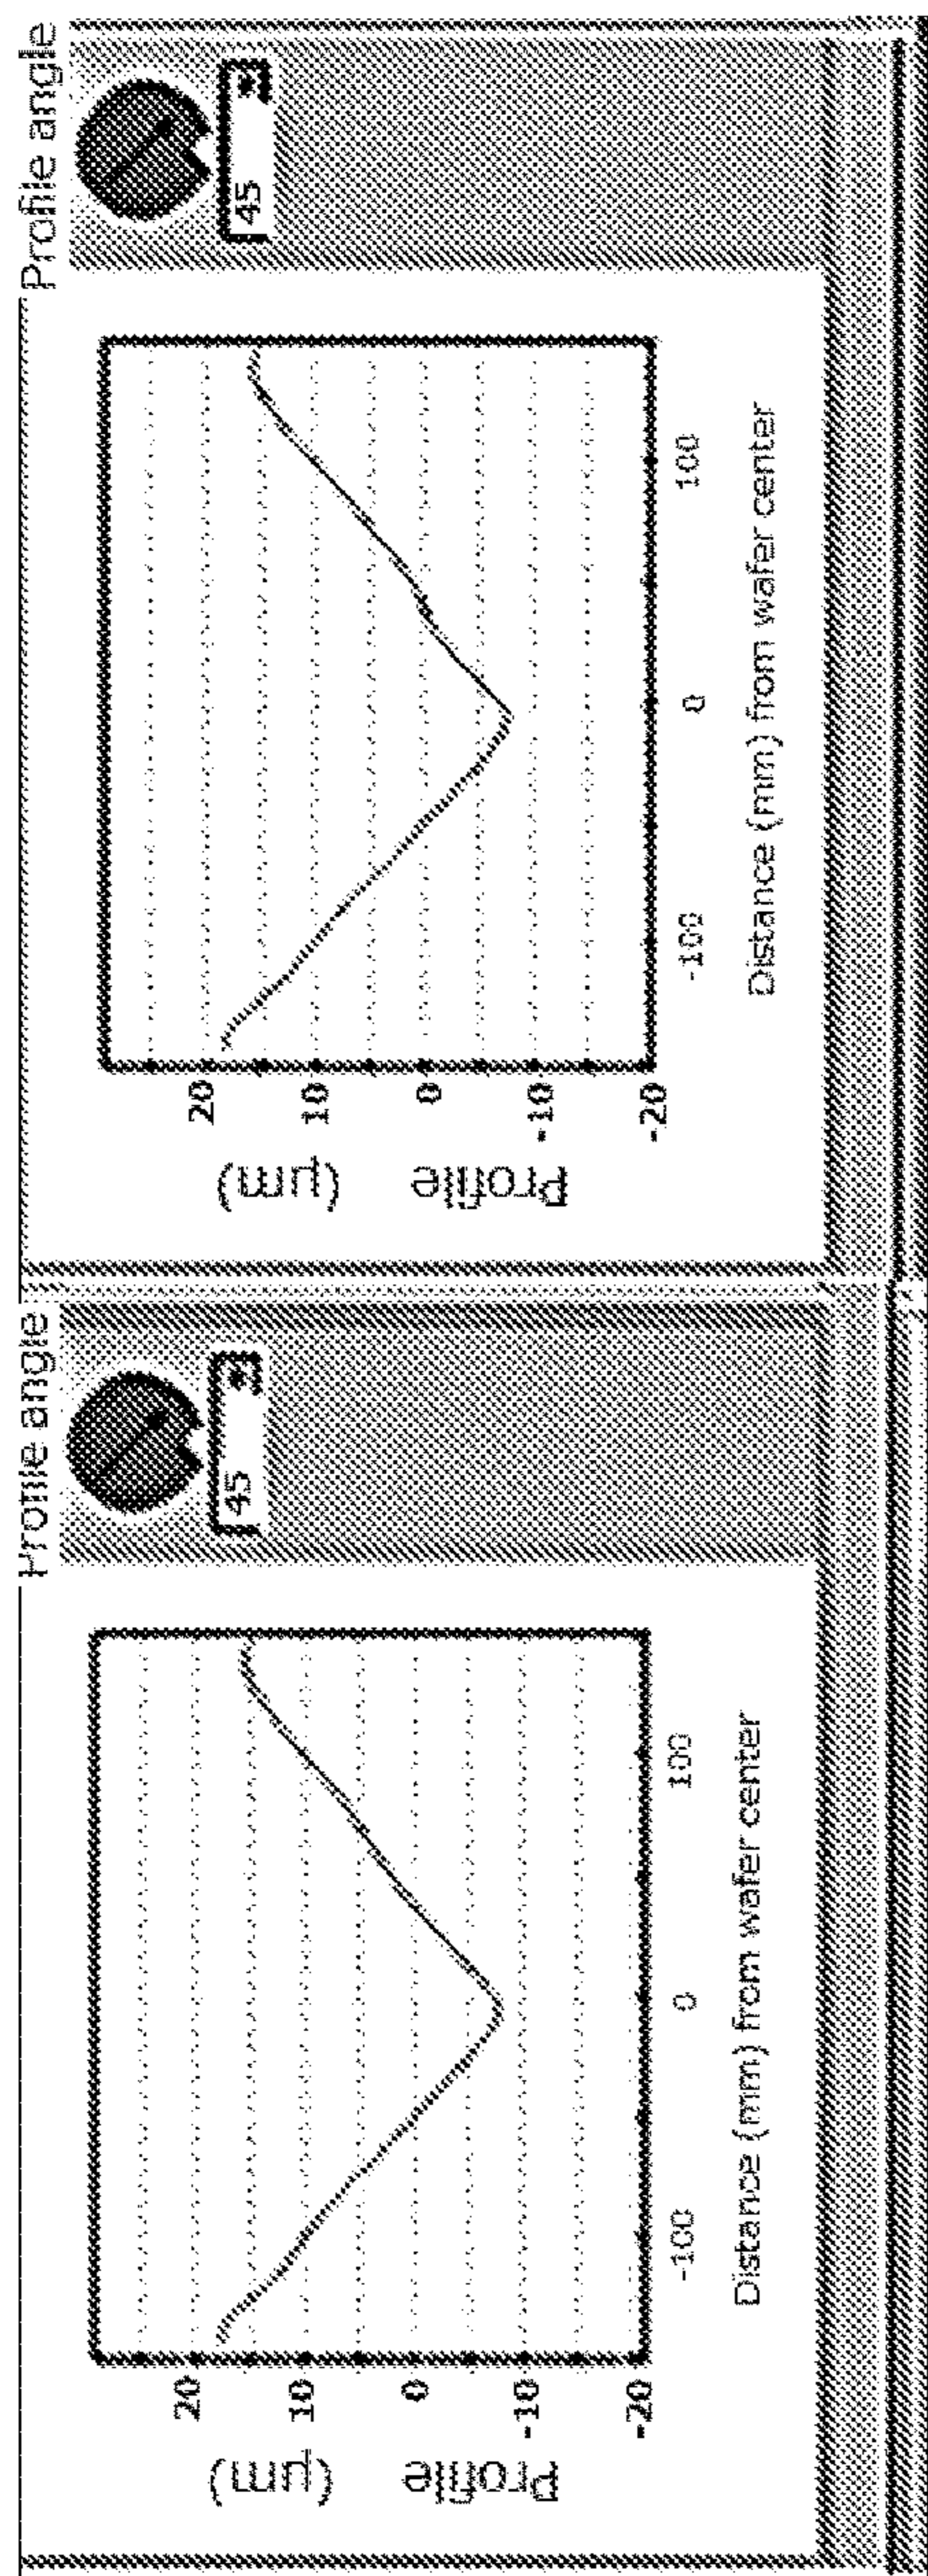 Profile angle
45
Profile
(µm)
20
10
0
-10
-20
-100
0
100
Distance (mm) from wafer center
Profile angle
45
Profile
(µm)
20
10
0
-10
-20
-100
0
100
Distance (mm) from wafer center